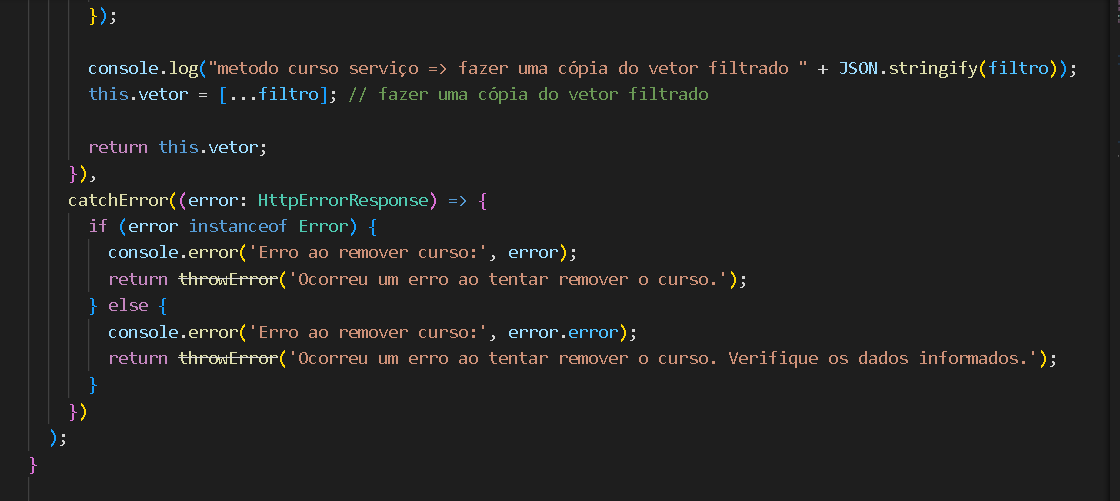 });
console.log("metodo curso serviço => fazer uma cópia do vetor filtrado " + JSON.stringify(filtro));
this.vetor = [...filtro]; // fazer uma cópia do vetor filtrado
return this.vetor;
}),
catchError((error: HttpErrorResponse) => {
if (error instanceof Error) {
console.error('Erro ao remover curso:', error);
return throwError('Ocorreu um erro ao tentar remover o curso.');
} else {
console.error('Erro ao remover curso:', error.error);
return throwError('Ocorreu um erro ao tentar remover o curso. Verifique os dados informados.');
}
})
);
}